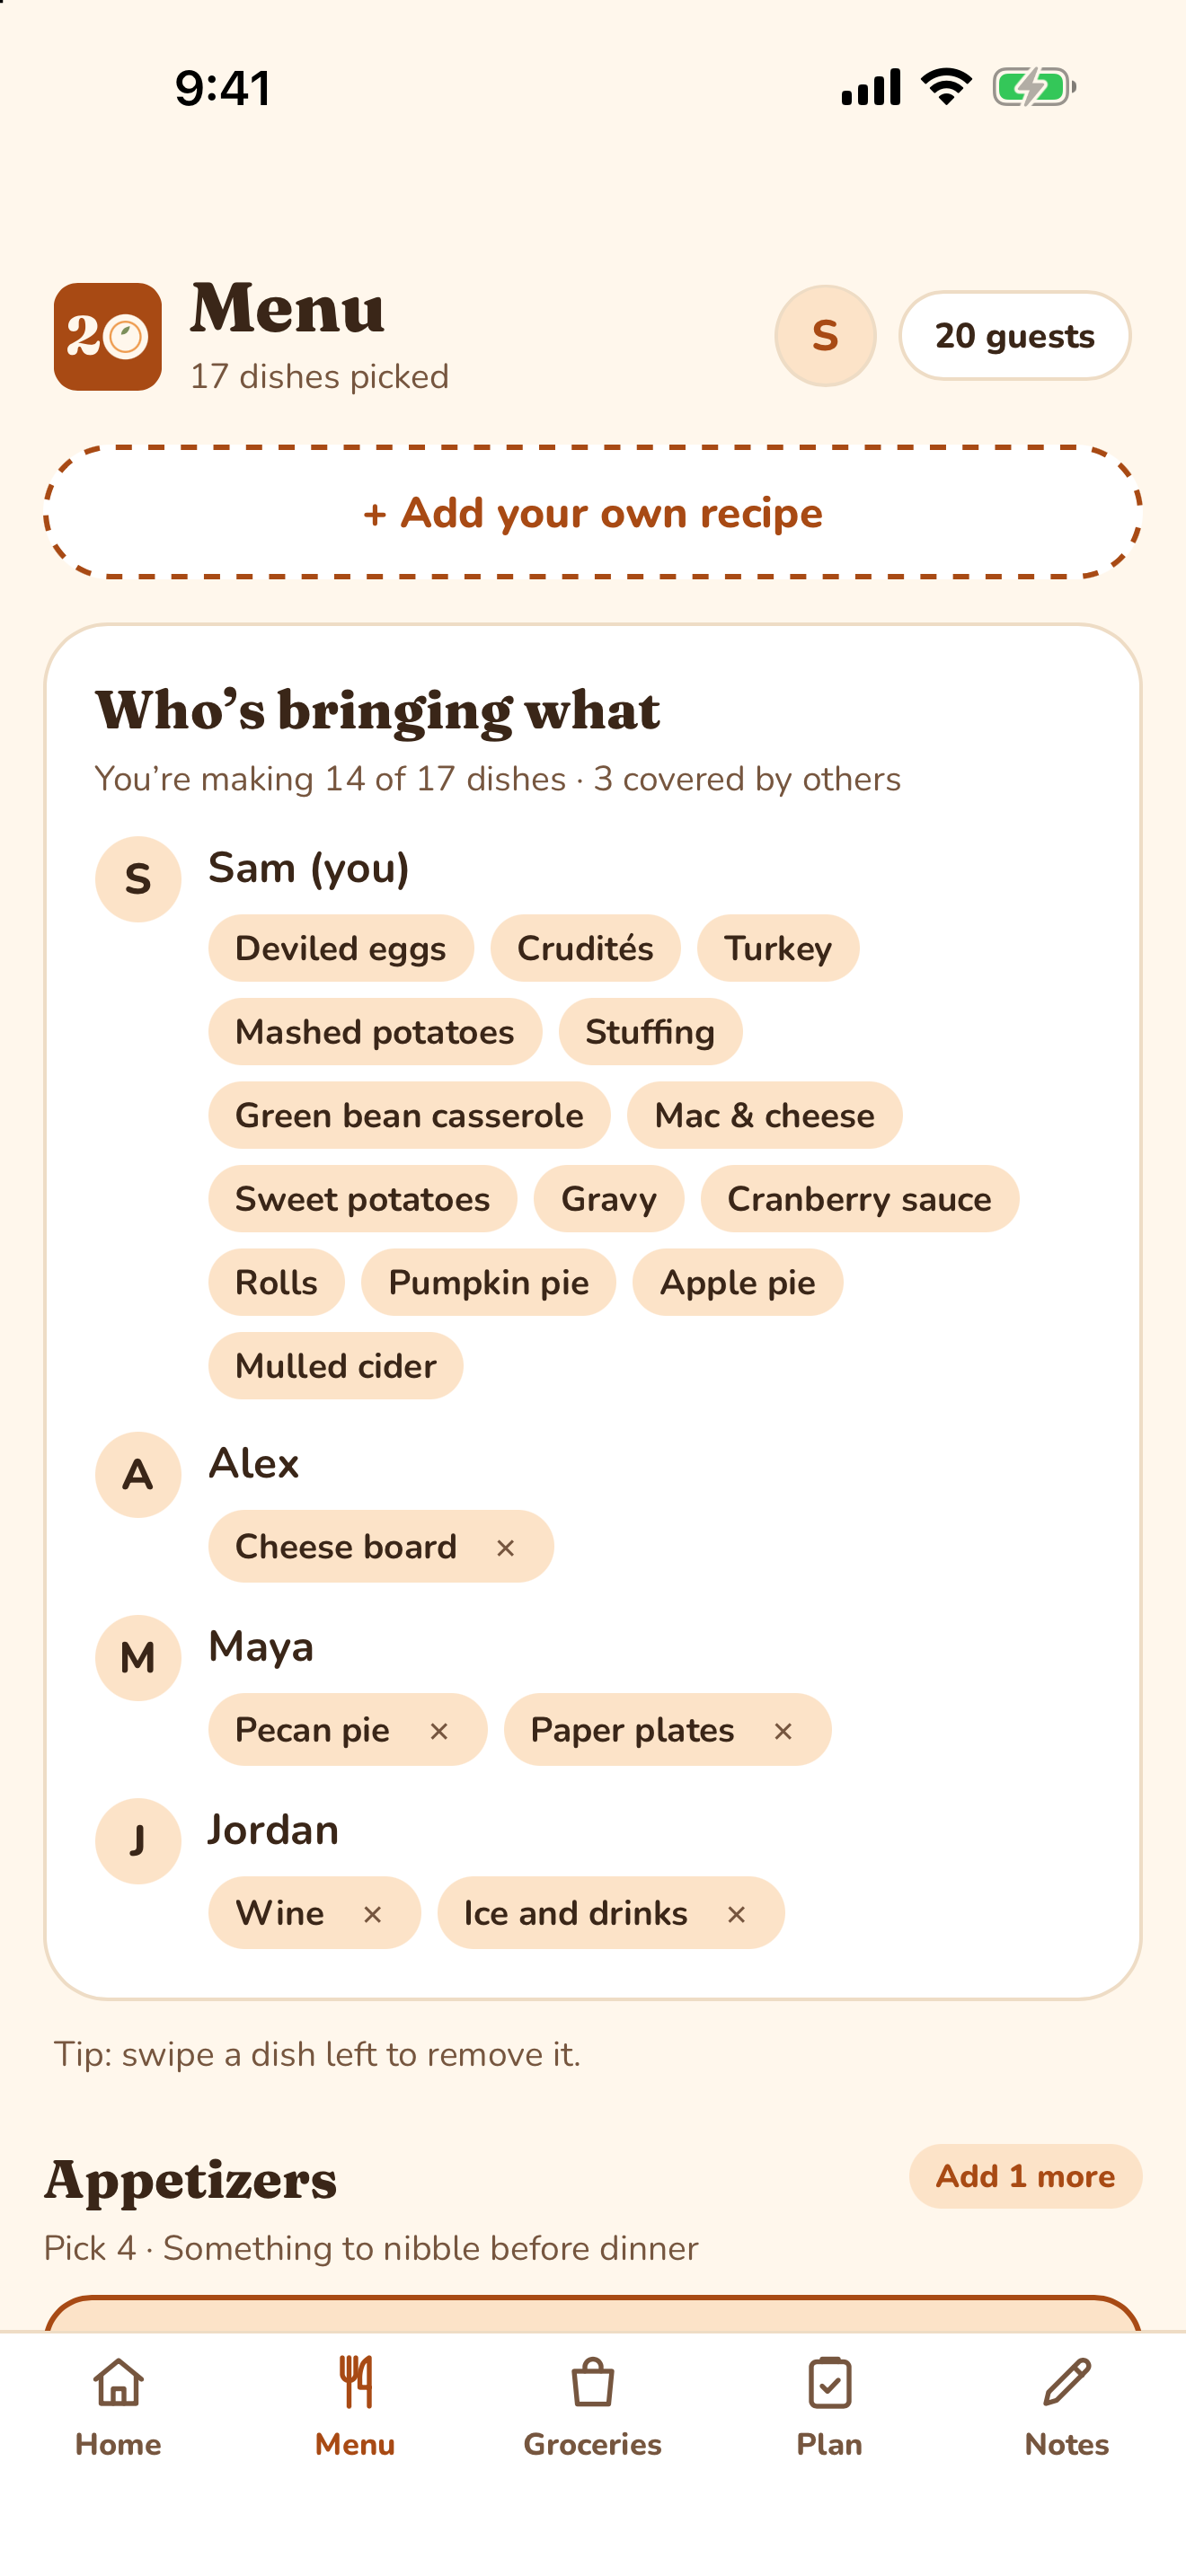 9:41
20
Menu
17 dishes picked
S
20 guests
+ Add your own recipe
Who’s bringing what
You’re making 14 of 17 dishes · 3 covered by others
S
Sam (you)
Deviled eggs Crudités Turkey
Mashed potatoes Stuffing
Green bean casserole Mac & cheese
Sweet potatoes Gravy Cranberry sauce
Rolls Pumpkin pie Apple pie
Mulled cider
A
Alex
Cheese board ×
M
Maya
Pecan pie × Paper plates ×
J
Jordan
Wine × Ice and drinks ×
Tip: swipe a dish left to remove it.
Appetizers
Add 1 more
Pick 4 · Something to nibble before dinner
Home Menu Groceries Plan Notes